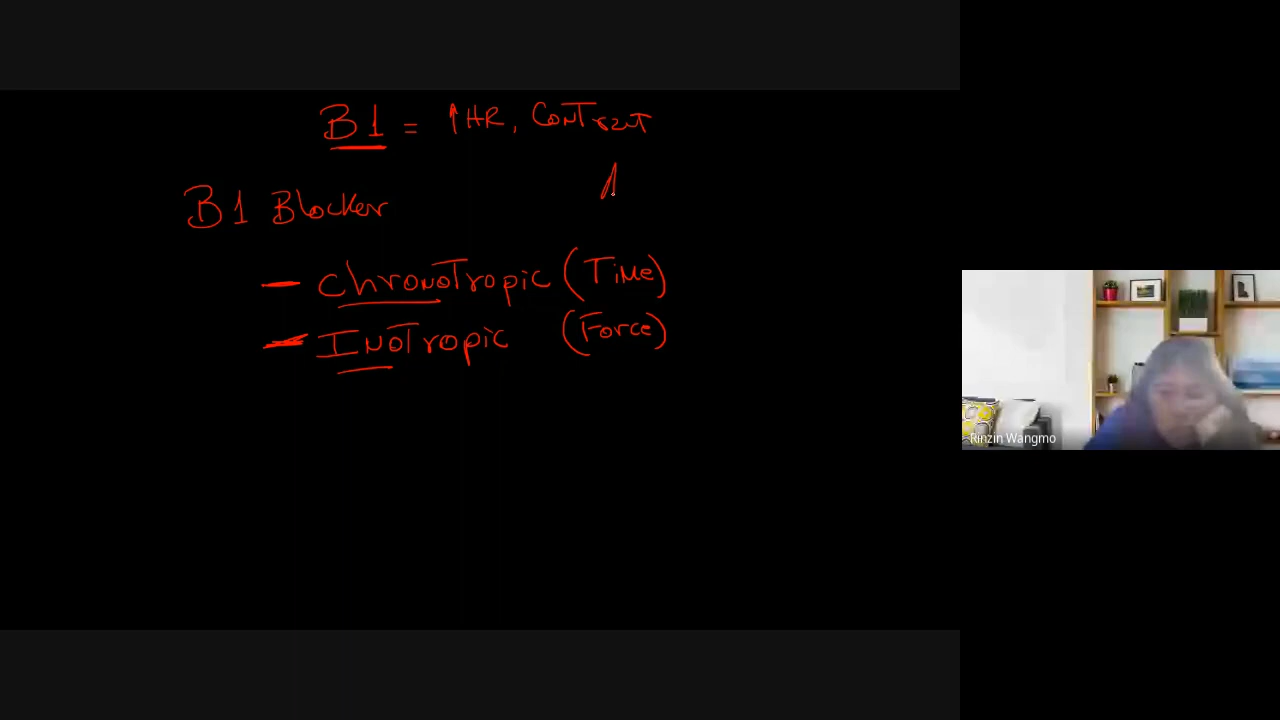 B1 = ↑HR, Contract
B1 Blocker
- Chronotropic (Time)
- Inotropic (Force)
Rinzin Wangmo